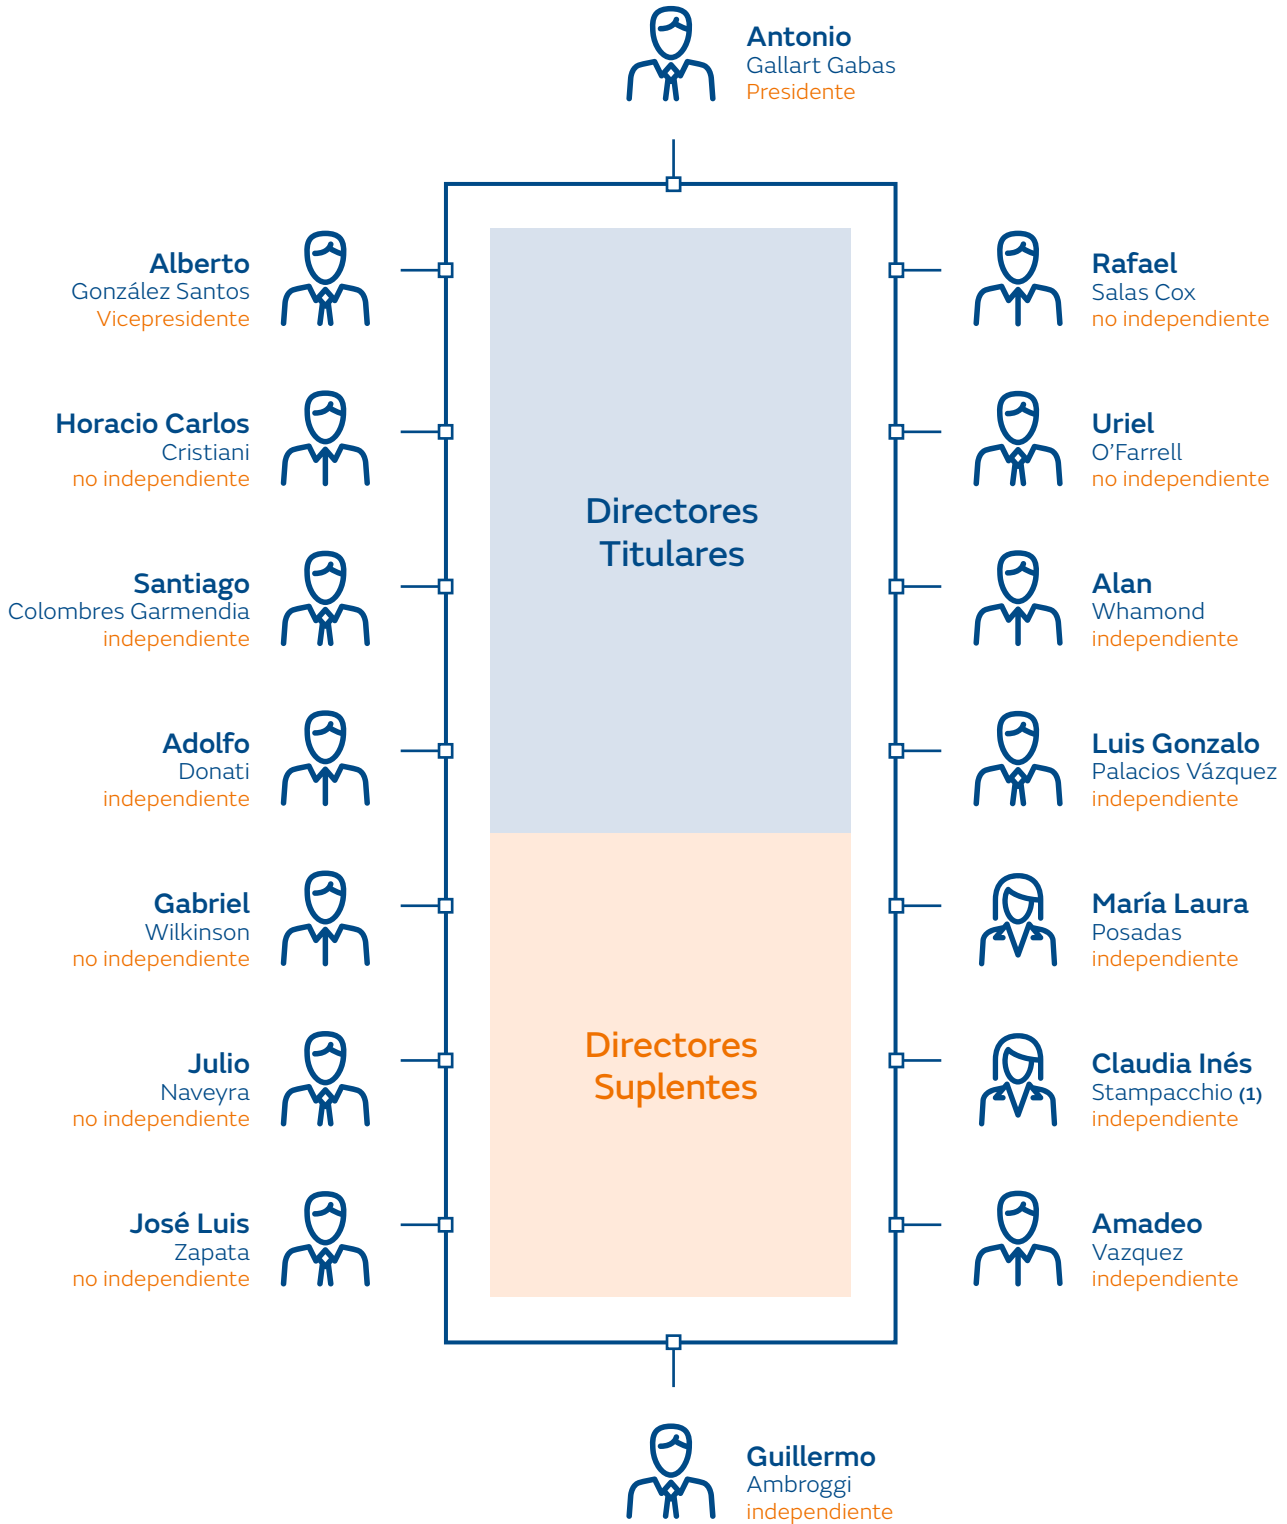 Antonio
Gallart Gabas
Presidente
Alberto
González Santos
Vicepresidente
Rafael
Salas Cox
no independiente
Horacio Carlos
Cristiani
no independiente
Uriel
O’Farrell
no independiente
Directores
Titulares
Santiago
Colombres Garmendia
independiente
Alan
Whamond
independiente
Adolfo
Donati
independiente
Luis Gonzalo
Palacios Vázquez
independiente
Gabriel
Wilkinson
no independiente
María Laura
Posadas
independiente
Directores
Suplentes
Julio
Naveyra
no independiente
Claudia Inés
Stampacchio (1)
independiente
José Luis
Zapata
no independiente
Amadeo
Vazquez
independiente
Guillermo
Ambroggi
independiente